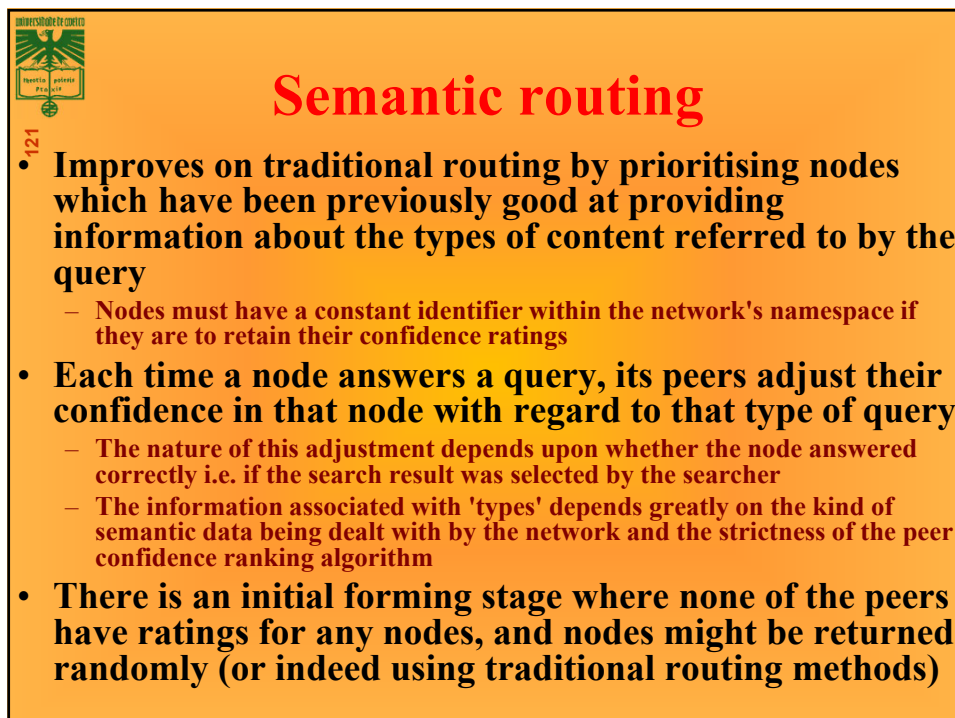 universidade de aveiro
theoria poiesis
Praxis
121
Semantic routing
• Improves on traditional routing by prioritising nodes
which have been previously good at providing
information about the types of content referred to by the
query
– Nodes must have a constant identifier within the network's namespace if
they are to retain their confidence ratings
• Each time a node answers a query, its peers adjust their
confidence in that node with regard to that type of query
– The nature of this adjustment depends upon whether the node answered
correctly i.e. if the search result was selected by the searcher
– The information associated with 'types' depends greatly on the kind of
semantic data being dealt with by the network and the strictness of the peer
confidence ranking algorithm
• There is an initial forming stage where none of the peers
have ratings for any nodes, and nodes might be returned
randomly (or indeed using traditional routing methods)